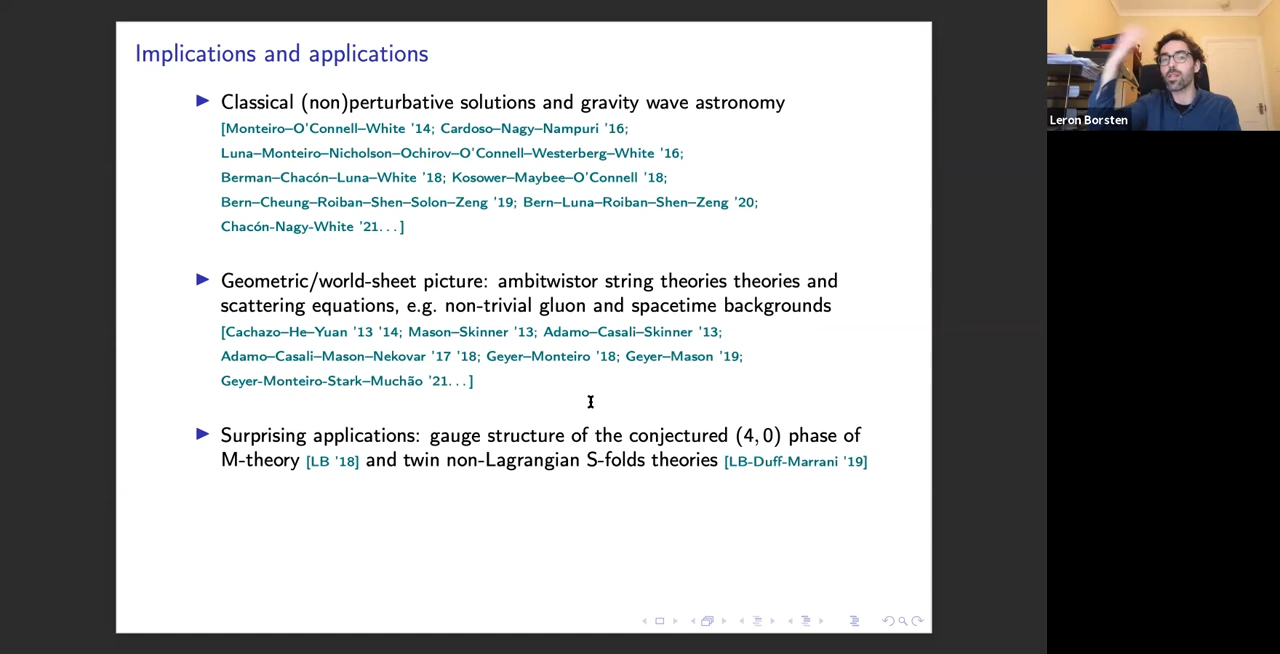 Implications and applications
Classical (non)perturbative solutions and gravity wave astronomy
[Monteiro–O'Connell–White '14; Cardoso–Nagy–Nampuri '16;
Luna–Monteiro–Nicholson–Ochirov–O'Connell–Westerberg–White '16;
Berman–Chacón–Luna–White '18; Kosower–Maybee–O'Connell '18;
Bern–Cheung–Roiban–Shen–Solon–Zeng '19; Bern–Luna–Roiban–Shen–Zeng '20;
Chacón-Nagy-White '21...]
Geometric/world-sheet picture: ambitwistor string theories theories and
scattering equations, e.g. non-trivial gluon and spacetime backgrounds
[Cachazo–He–Yuan '13 '14; Mason–Skinner '13; Adamo–Casali–Skinner '13;
Adamo–Casali–Mason–Nekovar '17 '18; Geyer–Monteiro '18; Geyer–Mason '19;
Geyer-Monteiro-Stark–Muchão '21...]
Surprising applications: gauge structure of the conjectured (4, 0) phase of
M-theory [LB '18] and twin non-Lagrangian S-folds theories [LB-Duff-Marrani '19]
Leron Borsten